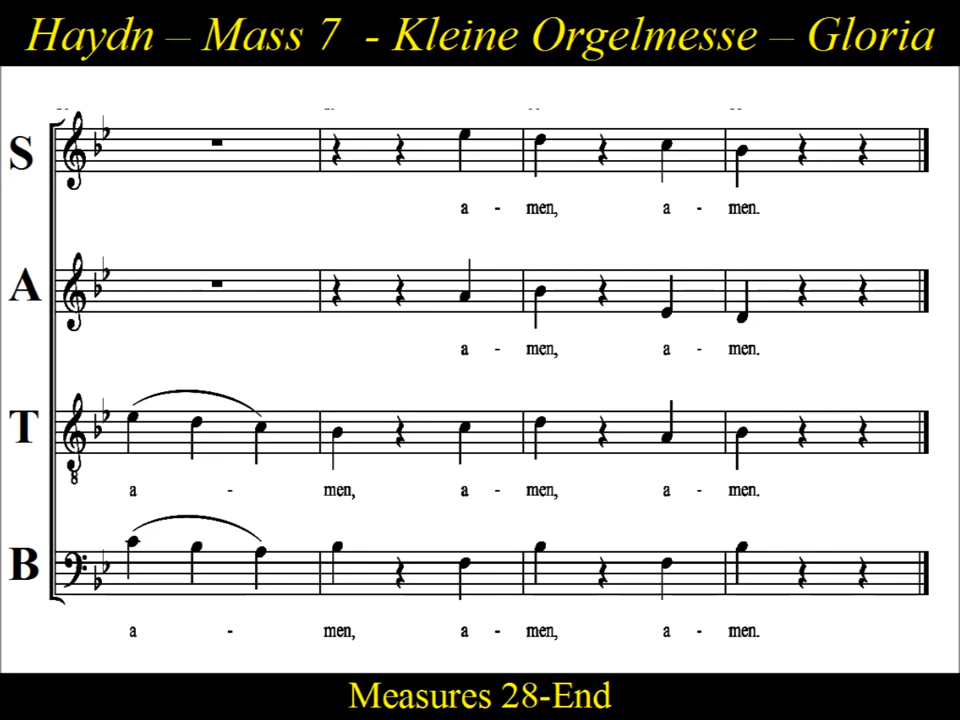 Haydn – Mass 7 - Kleine Orgelmesse – Gloria
S
a - men, a - men.
A
a - men, a - men.
T
8
a - men, a - men, a - men.
B
a - men, a - men, a - men.
Measures 28-End